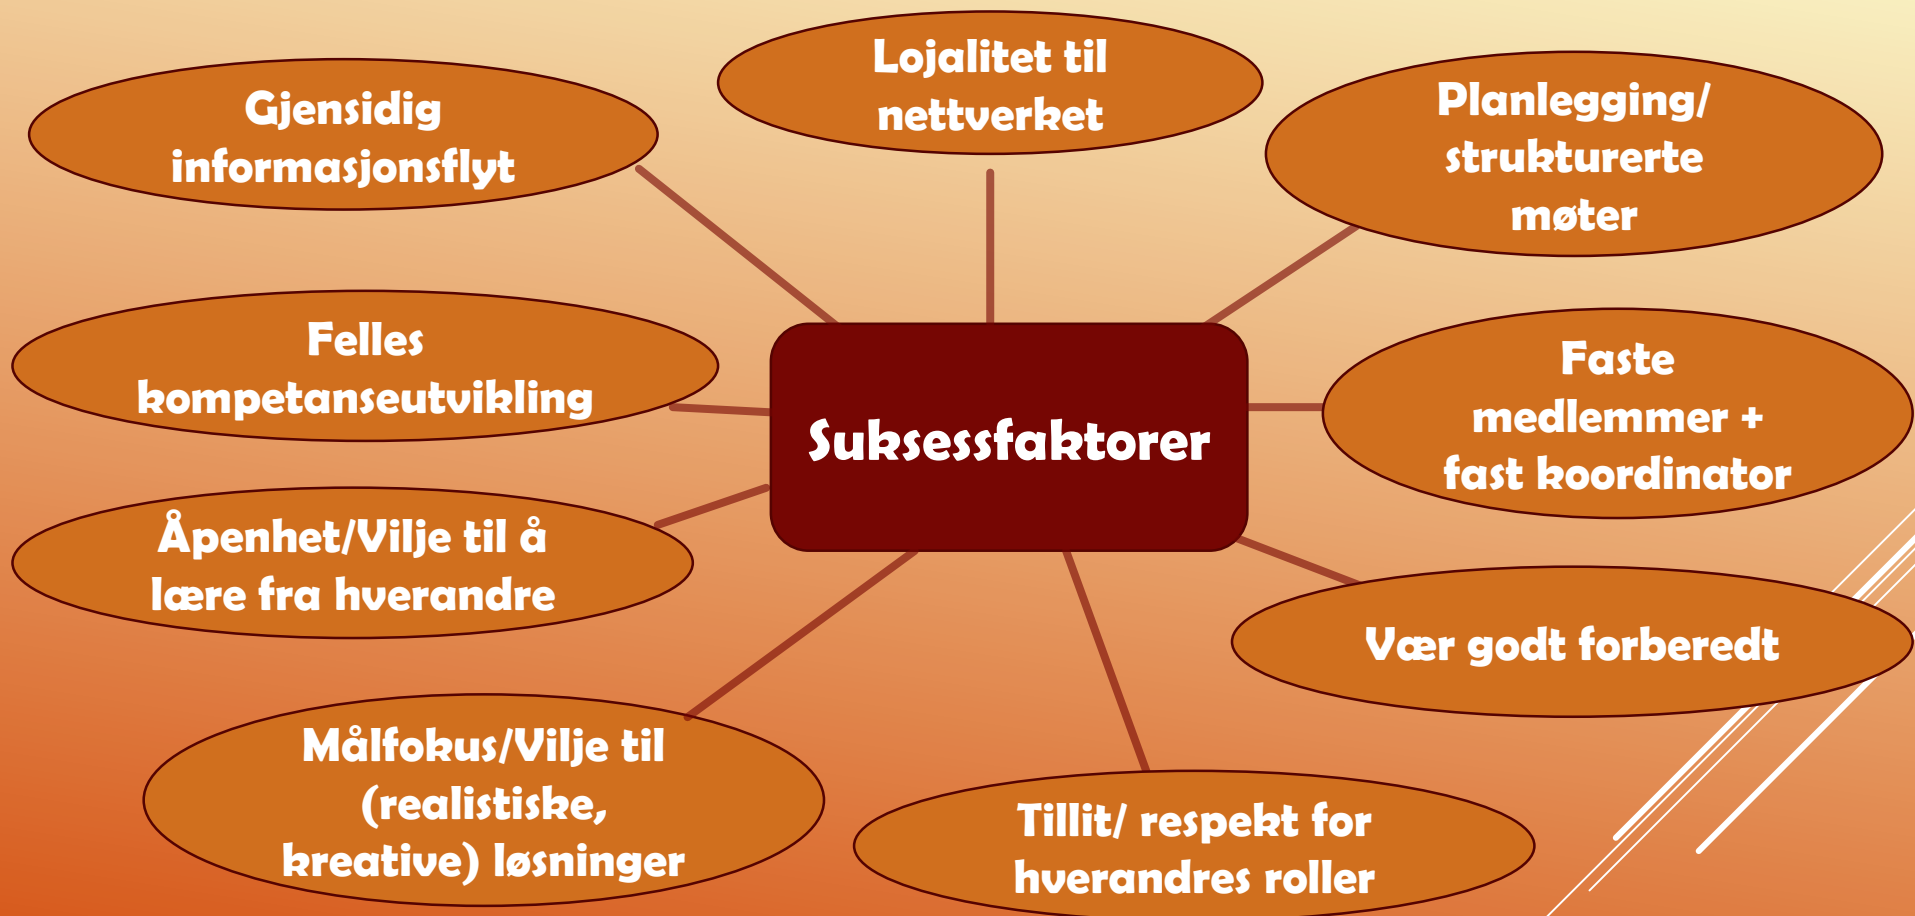 Lojalitet til
nettverket
Gjensidig
informasjonsflyt
Planlegging/
strukturerte
møter
Felles
kompetanseutvikling
Suksessfaktorer
Faste
medlemmer +
fast koordinator
Åpenhet/Vilje til å
lære fra hverandre
Vær godt forberedt
Målfokus/Vilje til
(realistiske,
kreative) løsninger
Tillit/ respekt for
hverandres roller